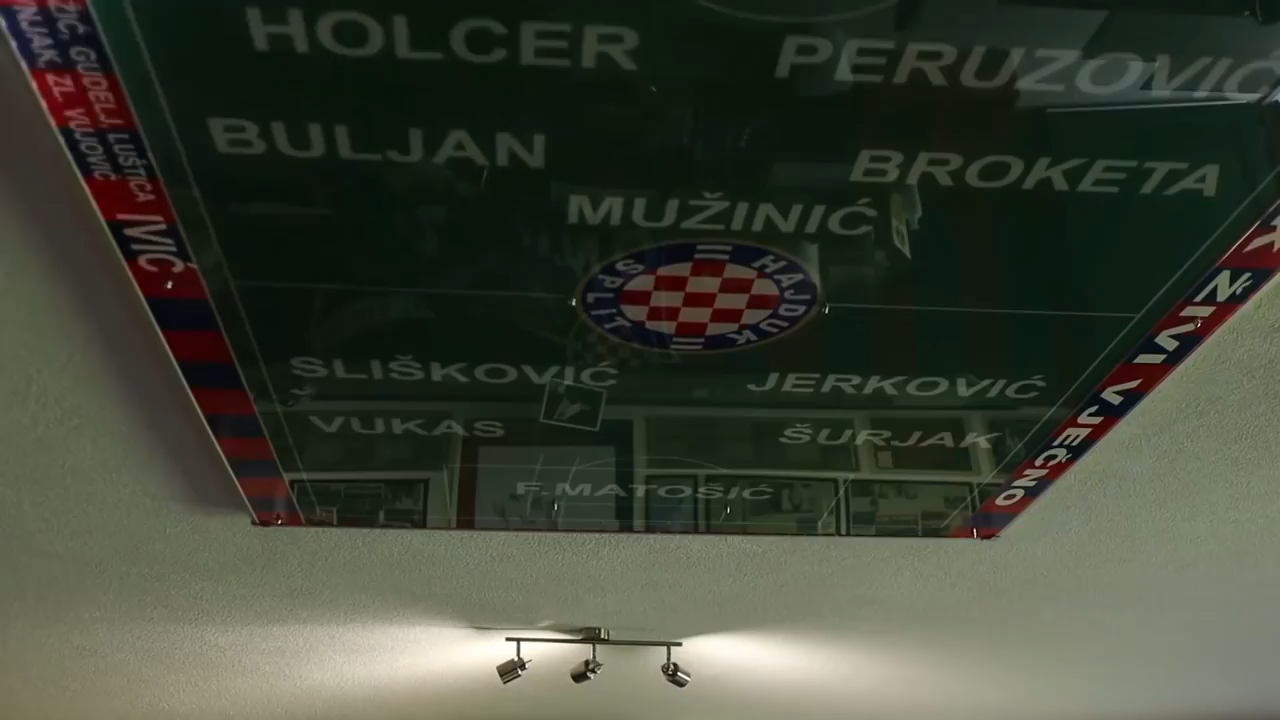 HOLCER
PERUZOVIĆ
BULJAN
BROKETA
MUŽINIĆ
HAJDUK
SPLIT
SLIŠKOVIĆ
JERKOVIĆ
VUKAS
ŠURJAK
F. MATOŠIĆ
GUDELJ, LUŠTICA
ZL. VUJOVIĆ
IVIĆ
ŽIVI VJEČNO